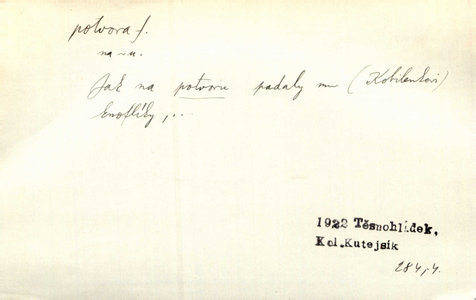 potvora f.
na ~u.
Jak na potvoru padaly mu (Kobilenkovi)
knoflíky,...
1922 Těsnohlídek,
Kol.Kutejsík
284,4.